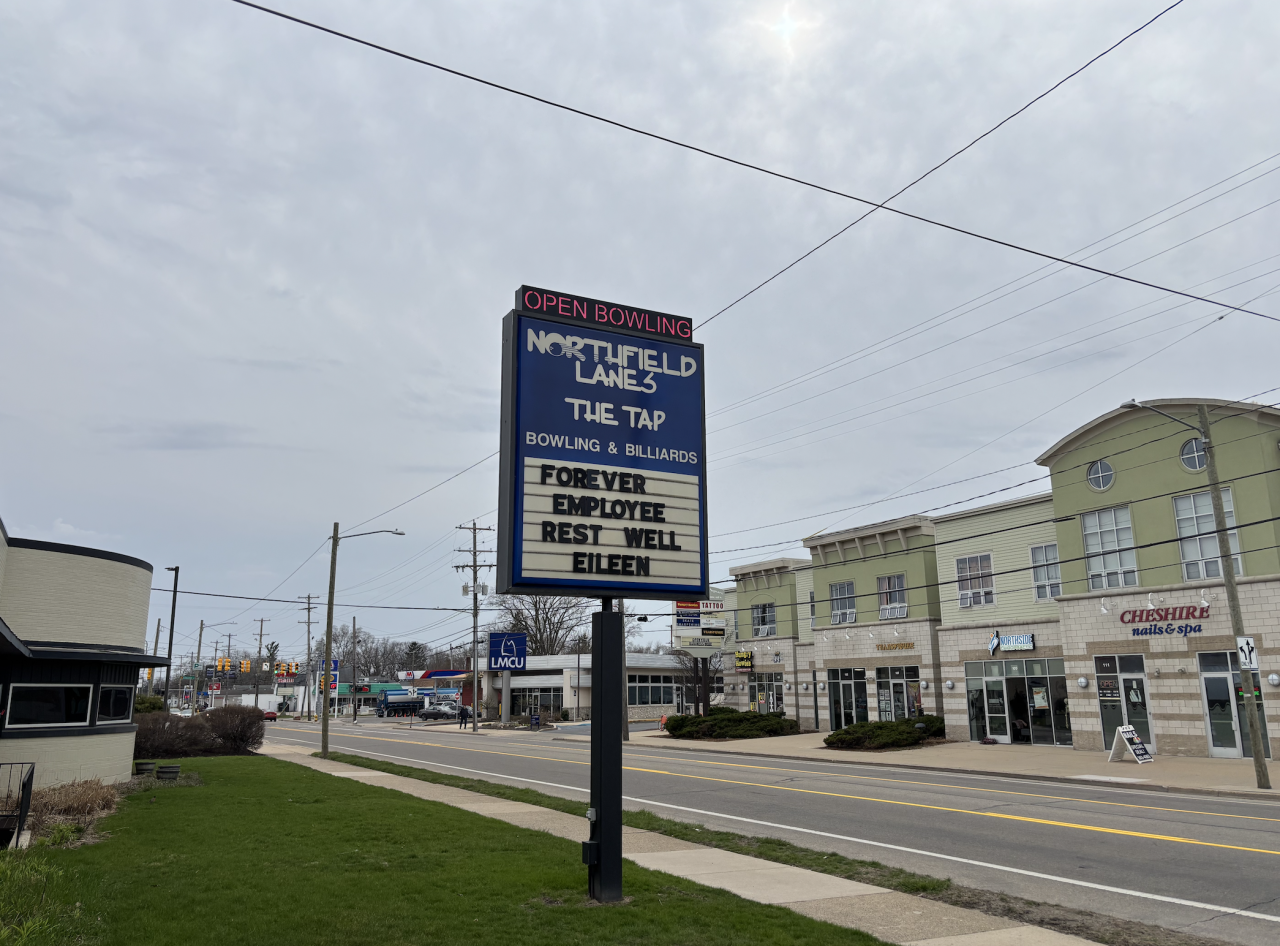 OPEN BOWLING
NORTHFIELD
LANES
THE TAP
BOWLING & BILLIARDS
FOREVER
EMPLOYEE
REST WELL
EILEEN
LMCU
TATTOO
NORTHSIDE
CHESHIRE
nails & spa
NAILS